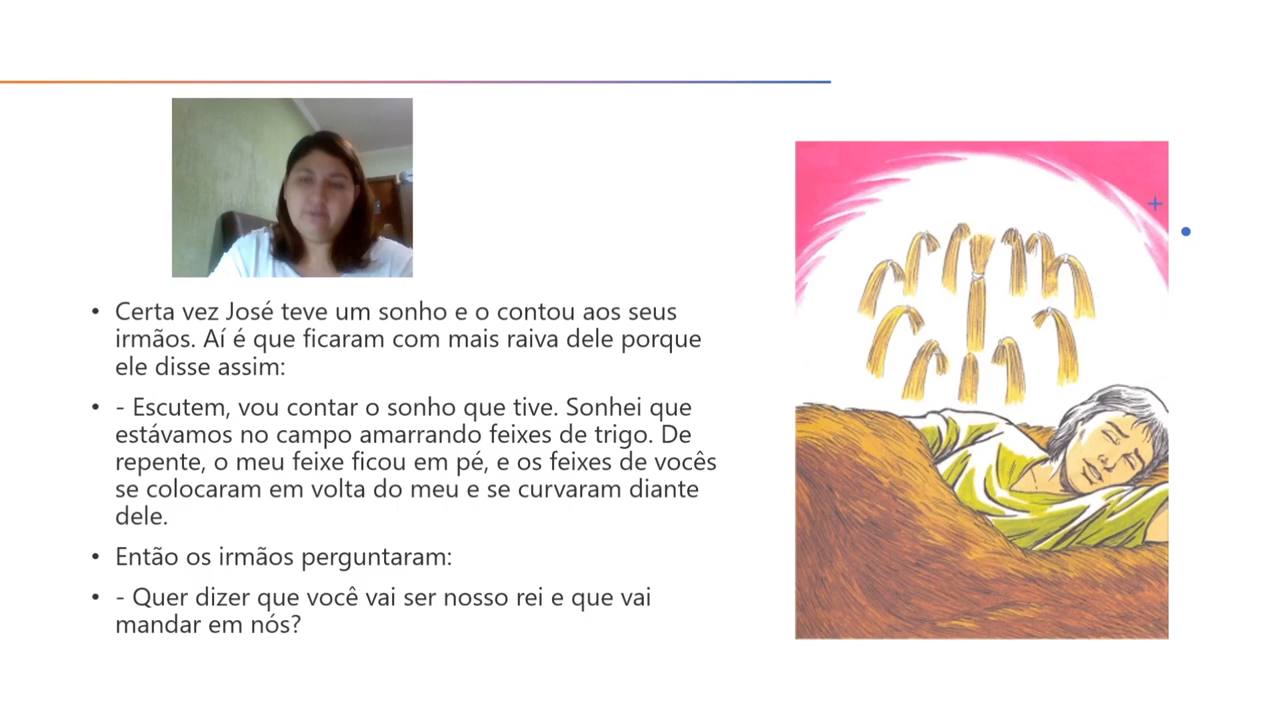 • Certa vez José teve um sonho e o contou aos seus
irmãos. Aí é que ficaram com mais raiva dele porque
ele disse assim:
• - Escutem, vou contar o sonho que tive. Sonhei que
estávamos no campo amarrando feixes de trigo. De
repente, o meu feixe ficou em pé, e os feixes de vocês
se colocaram em volta do meu e se curvaram diante
dele.
• Então os irmãos perguntaram:
• - Quer dizer que você vai ser nosso rei e que vai
mandar em nós?